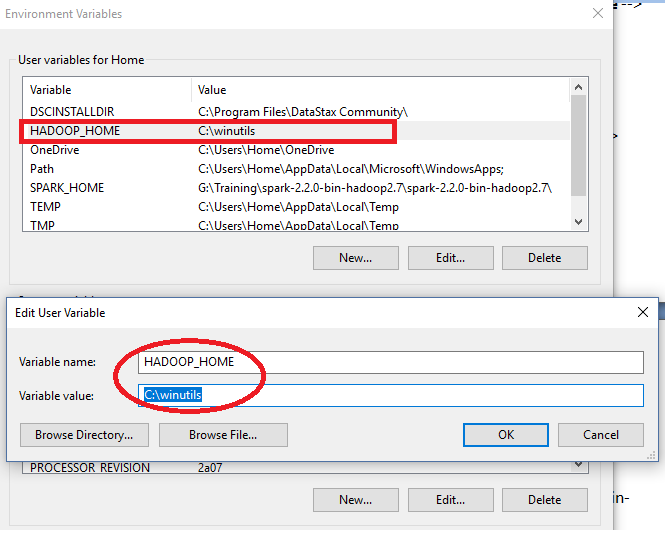 Environment Variables
-->
User variables for Home
Variable Value
DSCINSTALLDIR C:\Program Files\DataStax Community\
HADOOP_HOME C:\winutils
>
OneDrive C:\Users\Home\OneDrive
Path C:\Users\Home\AppData\Local\Microsoft\WindowsApps;
SPARK_HOME G:\Training\spark-2.2.0-bin-hadoop2.7\spark-2.2.0-bin-hadoop2.7\
TEMP C:\Users\Home\AppData\Local\Temp
TMP C:\Users\Home\AppData\Local\Temp
New... Edit... Delete
Edit User Variable
Variable name: HADOOP_HOME
Variable value: C:\winutils
Browse Directory... Browse File... OK Cancel
PROCESSOR_REVISION 2a07
New... Edit... Delete
in-